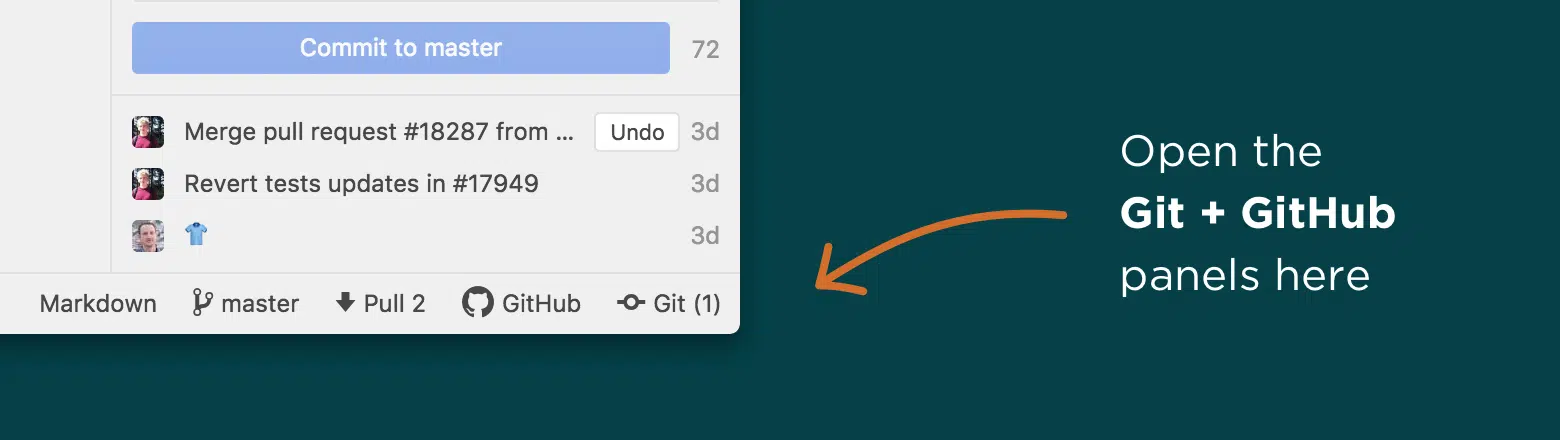 Commit to master 72
Merge pull request #18287 from ... Undo 3d
Revert tests updates in #17949 3d
👕 3d
Markdown master Pull 2 GitHub Git (1)
Open the
Git + GitHub
panels here